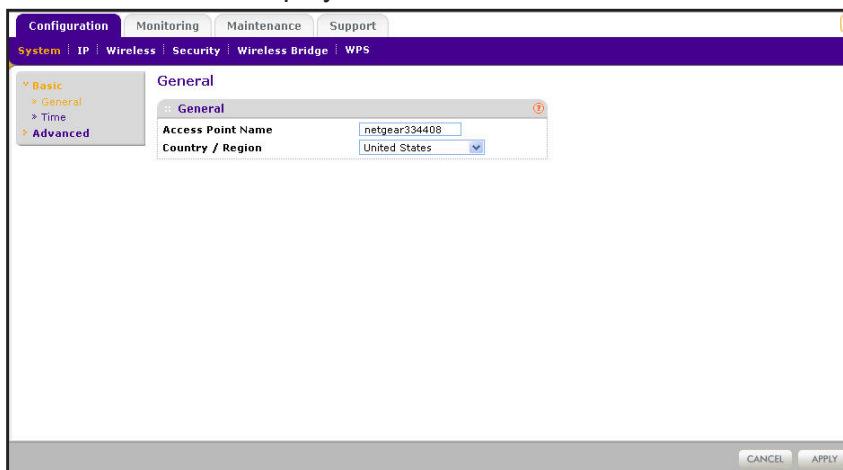 Configuration Monitoring Maintenance Support
System IP Wireless Security Wireless Bridge WPS
Basic
General
Time
Advanced
General
General
Access Point Name netgear334408
Country / Region United States
CANCEL APPLY